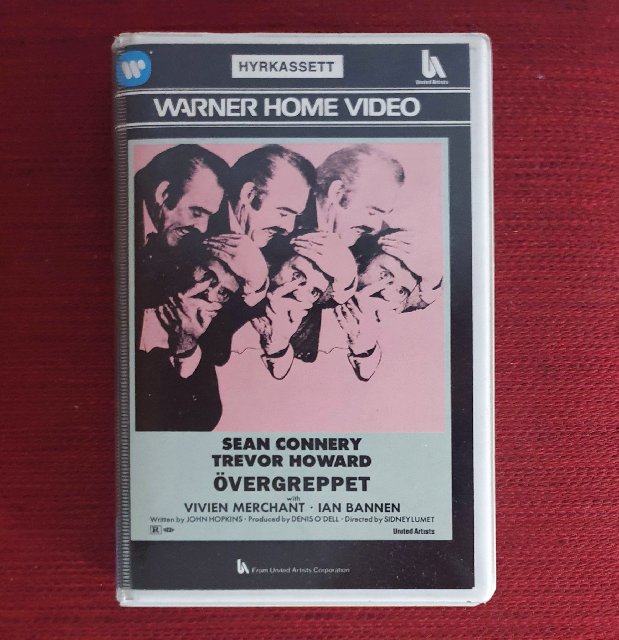 HYRKASSETT
United Artists
WARNER HOME VIDEO
SEAN CONNERY
TREVOR HOWARD
ÖVERGREPPET
with
VIVIEN MERCHANT · IAN BANNEN
Written by JOHN HOPKINS · Produced by DENIS O'DELL · Directed by SIDNEY LUMET
R
United Artists
From United Artists Corporation